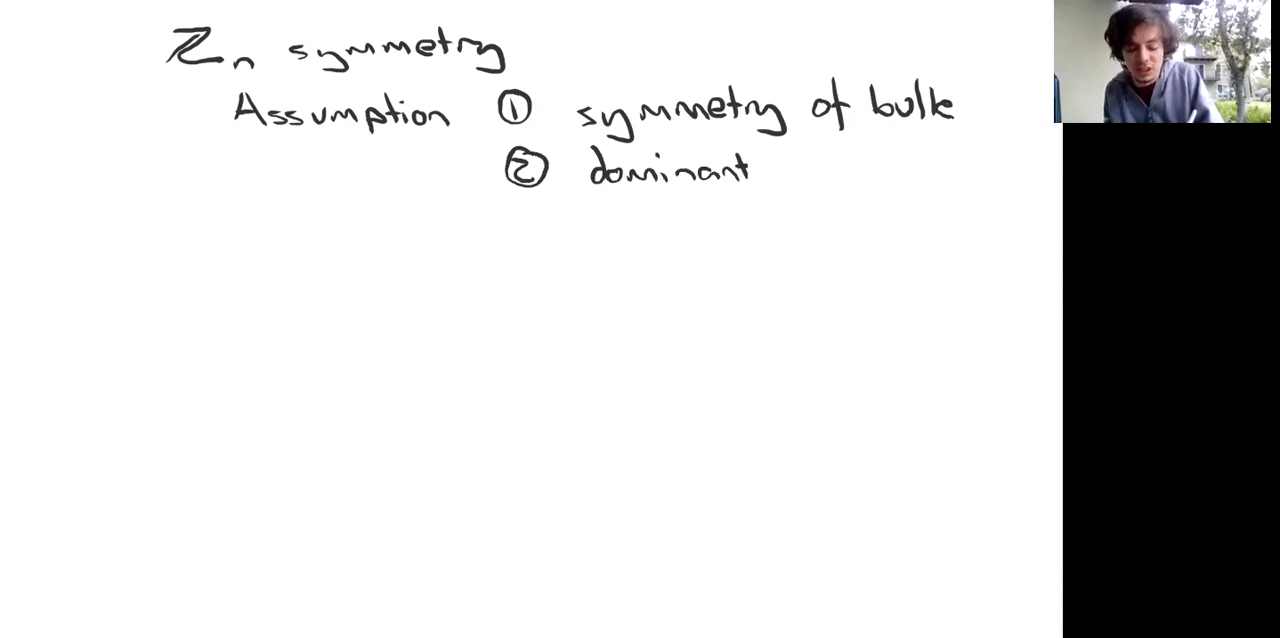 ℤn symmetry
Assumption ① symmetry of bulk
② dominant